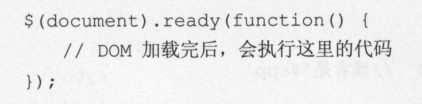 $(document).ready(function() {
// DOM 加载完后，会执行这里的代码
});